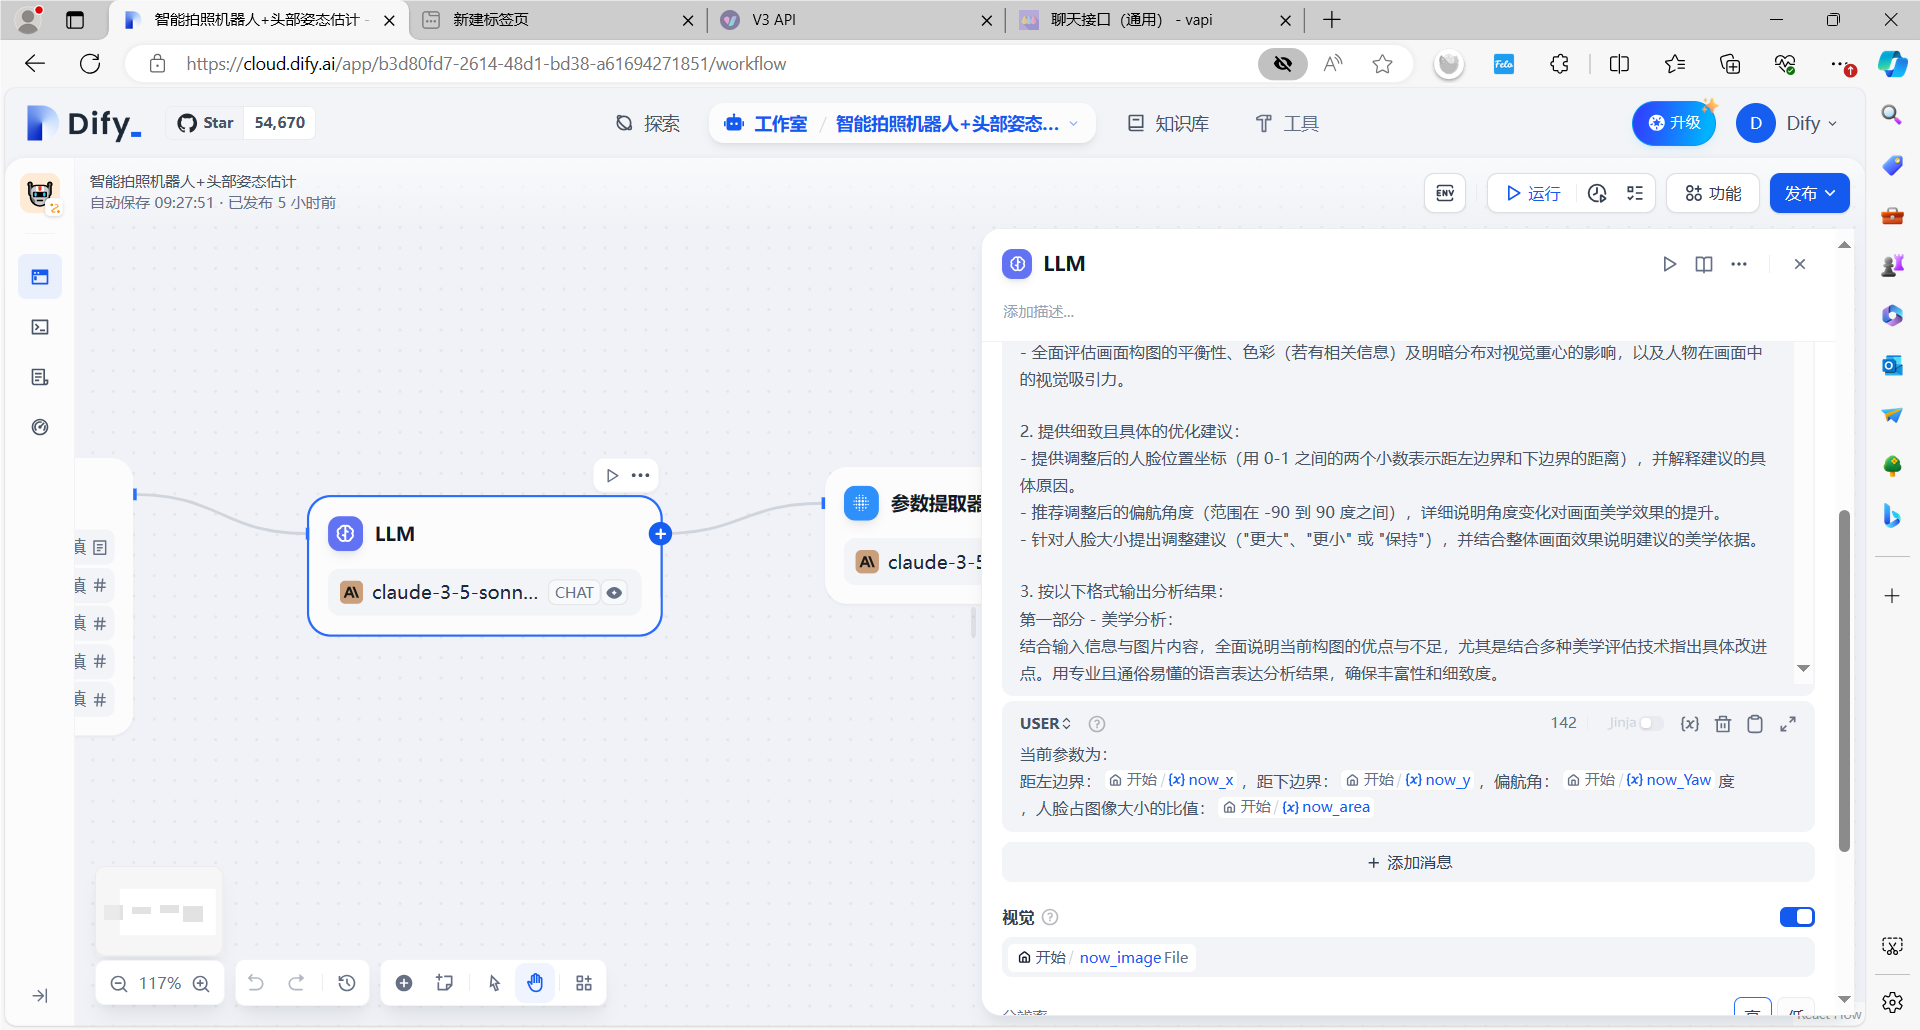 智能拍照机器人+头部姿态估计 -
新建标签页
V3 API
聊天接口（通用） - vapi
https://cloud.dify.ai/app/b3d80fd7-2614-48d1-bd38-a61694271851/workflow
Felo
Dify_
Star 54,670
探索
工作室 / 智能拍照机器人+头部姿态...
知识库
工具
升级
D Dify
智能拍照机器人+头部姿态估计
自动保存 09:27:51 · 已发布 5 小时前
ENV
运行
功能
发布
LLM
添加描述...
- 全面评估画面构图的平衡性、色彩（若有相关信息）及明暗分布对视觉重心的影响，以及人物在画面中
的视觉吸引力。
2. 提供细致且具体的优化建议：
- 提供调整后的人脸位置坐标（用 0-1 之间的两个小数表示距左边界和下边界的距离），并解释建议的具
体原因。
- 推荐调整后的偏航角度（范围在 -90 到 90 度之间），详细说明角度变化对画面美学效果的提升。
- 针对人脸大小提出调整建议（"更大"、"更小" 或 "保持"），并结合整体画面效果说明建议的美学依据。
3. 按以下格式输出分析结果：
第一部分 - 美学分析：
结合输入信息与图片内容，全面说明当前构图的优点与不足，尤其是结合多种美学评估技术指出具体改进
点。用专业且通俗易懂的语言表达分析结果，确保丰富性和细致度。
USER
142
Jinja
{x}
当前参数为：
距左边界： 开始 / {x} now_x ，距下边界： 开始 / {x} now_y ，偏航角： 开始 / {x} now_Yaw 度
，人脸占图像大小的比值： 开始 / {x} now_area
+ 添加消息
视觉
开始 / now_image File
高
低
React Flow
LLM
claude-3-5-sonn... CHAT
参数提取器
claude-3-5
填
填 #
填 #
填 #
填 #
117%